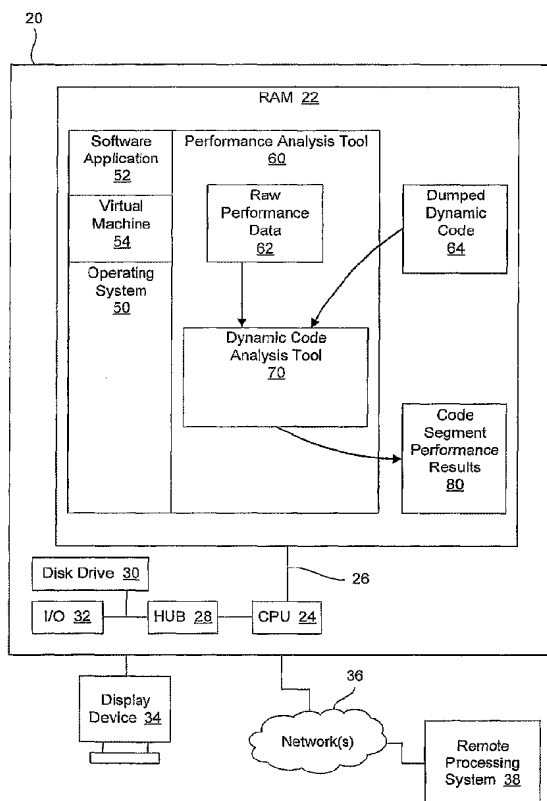 20
RAM 22
Software
Application
52
Performance Analysis Tool
60
Virtual
Machine
54
Raw
Performance
Data
62
Dumped
Dynamic
Code
64
Operating
System
50
Dynamic Code
Analysis Tool
70
Code
Segment
Performance
Results
80
26
Disk Drive 30
I/O 32
HUB 28
CPU 24
36
Display
Device 34
Network(s)
Remote
Processing
System 38